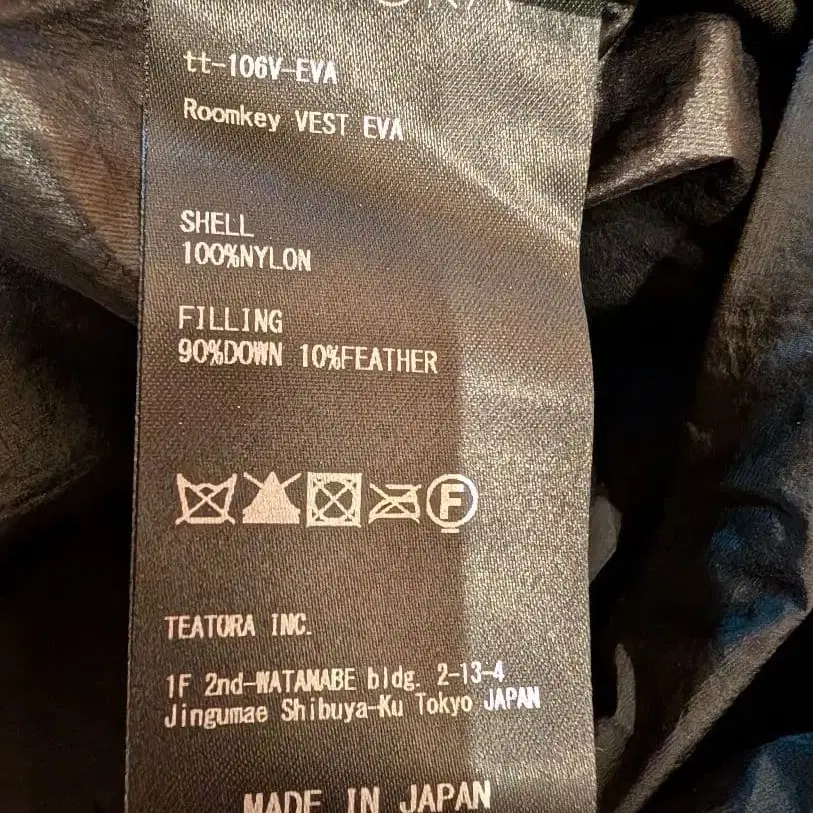 tt-106V-EVA
Roomkey VEST EVA
SHELL
100%NYLON
FILLING
90%DOWN 10%FEATHER
F
TEATORA INC.
1F 2nd-WATANABE bldg. 2-13-4
Jingumae Shibuya-Ku Tokyo JAPAN
MADE IN JAPAN